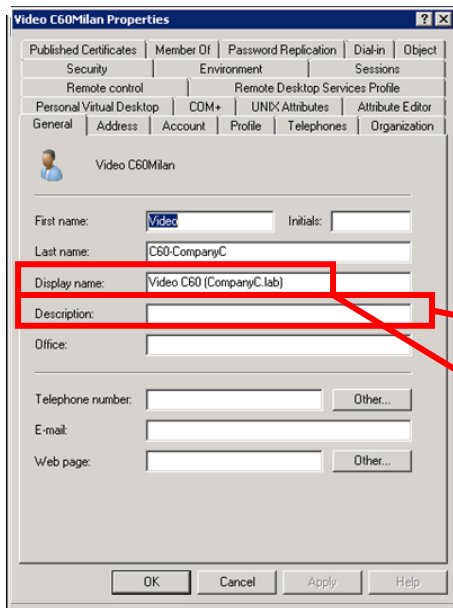 Video C60Milan Properties
Published Certificates Member Of Password Replication Dial-in Object
Security Environment Sessions
Remote control Remote Desktop Services Profile
Personal Virtual Desktop COM+ UNIX Attributes Attribute Editor
General Address Account Profile Telephones Organization
Video C60Milan
First name: Video Initials:
Last name: C60-CompanyC
Display name: Video C60 (CompanyC.lab)
Description:
Office:
Telephone number: Other...
E-mail:
Web page: Other...
OK Cancel Apply Help